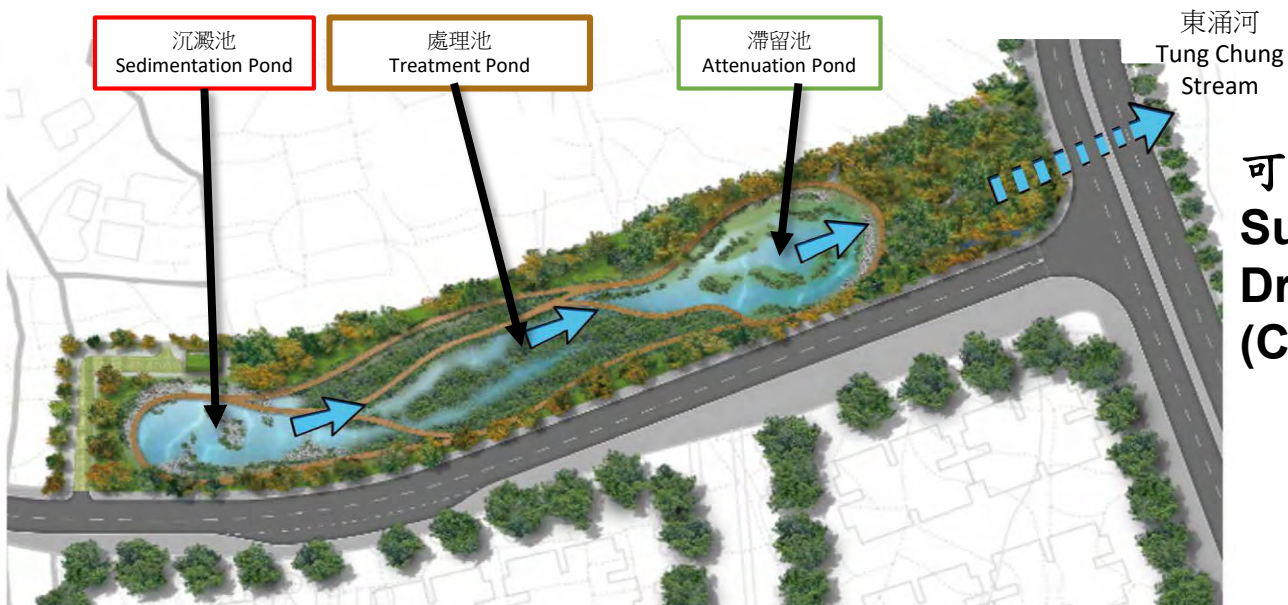 沉澱池
Sedimentation Pond
處理池
Treatment Pond
滯留池
Attenuation Pond
東涌河
Tung Chung
Stream
可
Su
Dr
(C